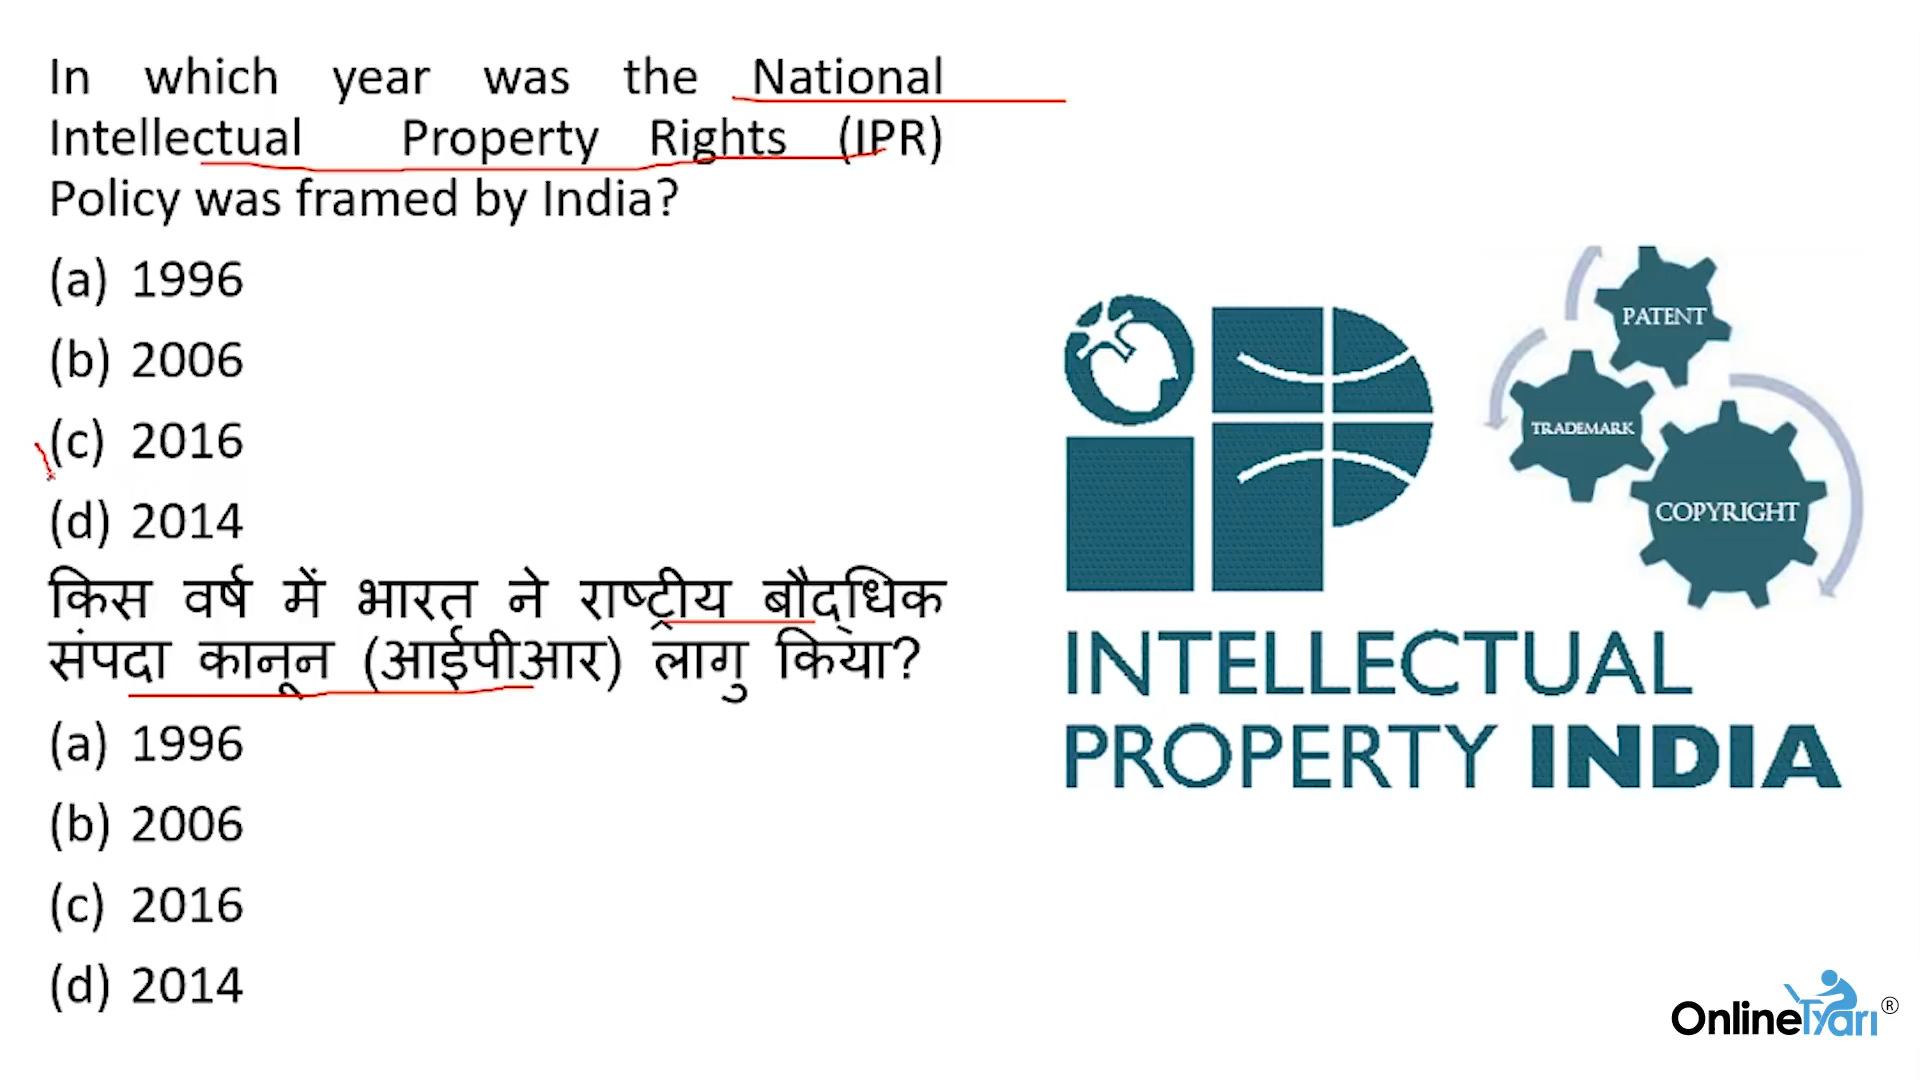 In which year was the National
Intellectual Property Rights (IPR)
Policy was framed by India?
(a) 1996
(b) 2006
(c) 2016
(d) 2014
किस वर्ष में भारत ने राष्ट्रीय बौद्धिक
संपदा कानून (आईपीआर) लागु किया?
(a) 1996
(b) 2006
(c) 2016
(d) 2014
PATENT
TRADEMARK
COPYRIGHT
iP
INTELLECTUAL
PROPERTY INDIA
OnlineTyari ®